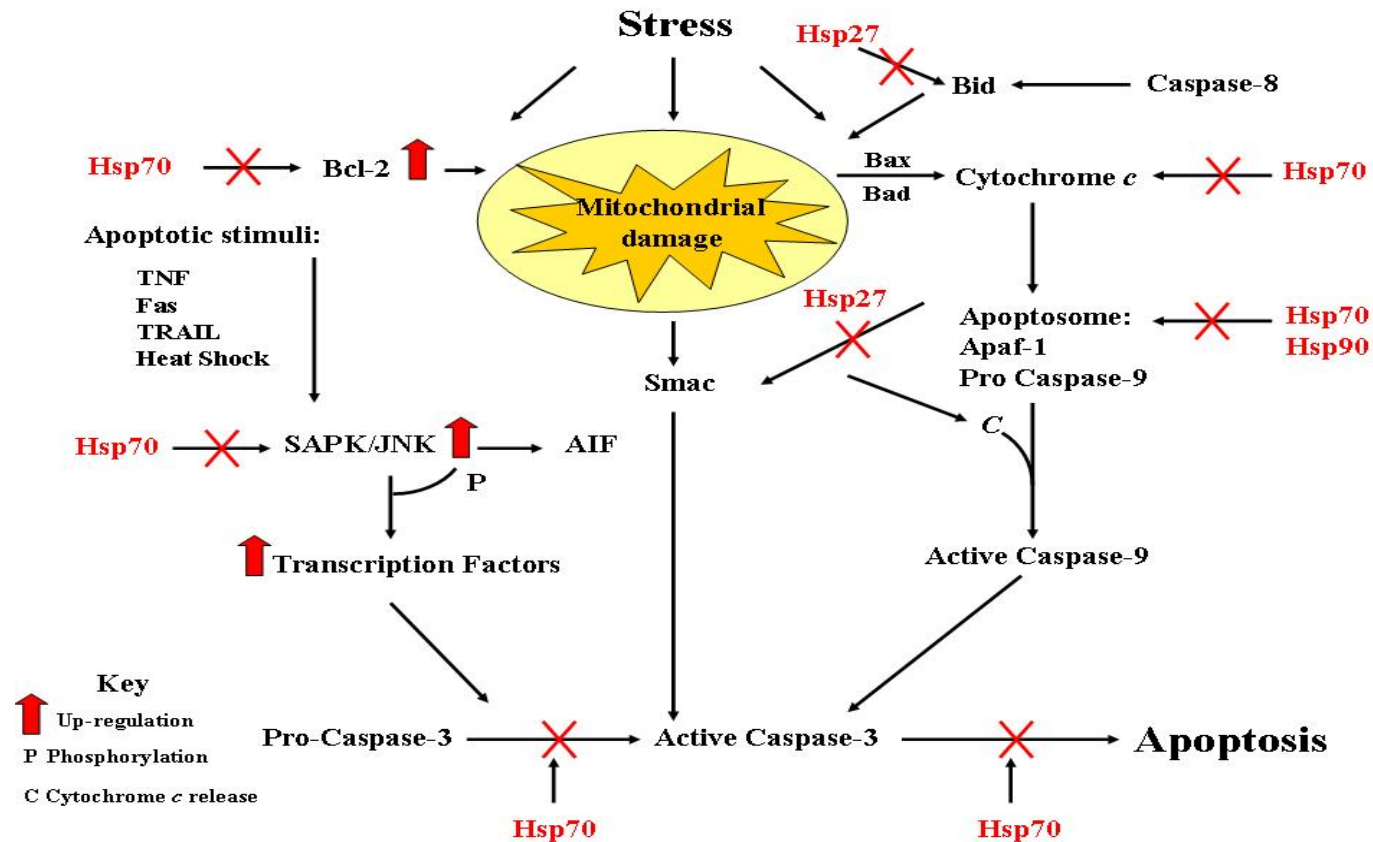 Stress
Hsp27
Bid
Caspase-8
Hsp70
Bcl-2
Bax
Bad
Cytochrome c
Hsp70
Mitochondrial
damage
Apoptotic stimuli:
TNF
Fas
TRAIL
Heat Shock
Hsp27
Apoptosome:
Apaf-1
Pro Caspase-9
Hsp70
Hsp90
Smac
C
Hsp70
SAPK/JNK
AIF
P
Transcription Factors
Active Caspase-9
Key
Up-regulation
P Phosphorylation
C Cytochrome c release
Pro-Caspase-3
Active Caspase-3
Apoptosis
Hsp70
Hsp70